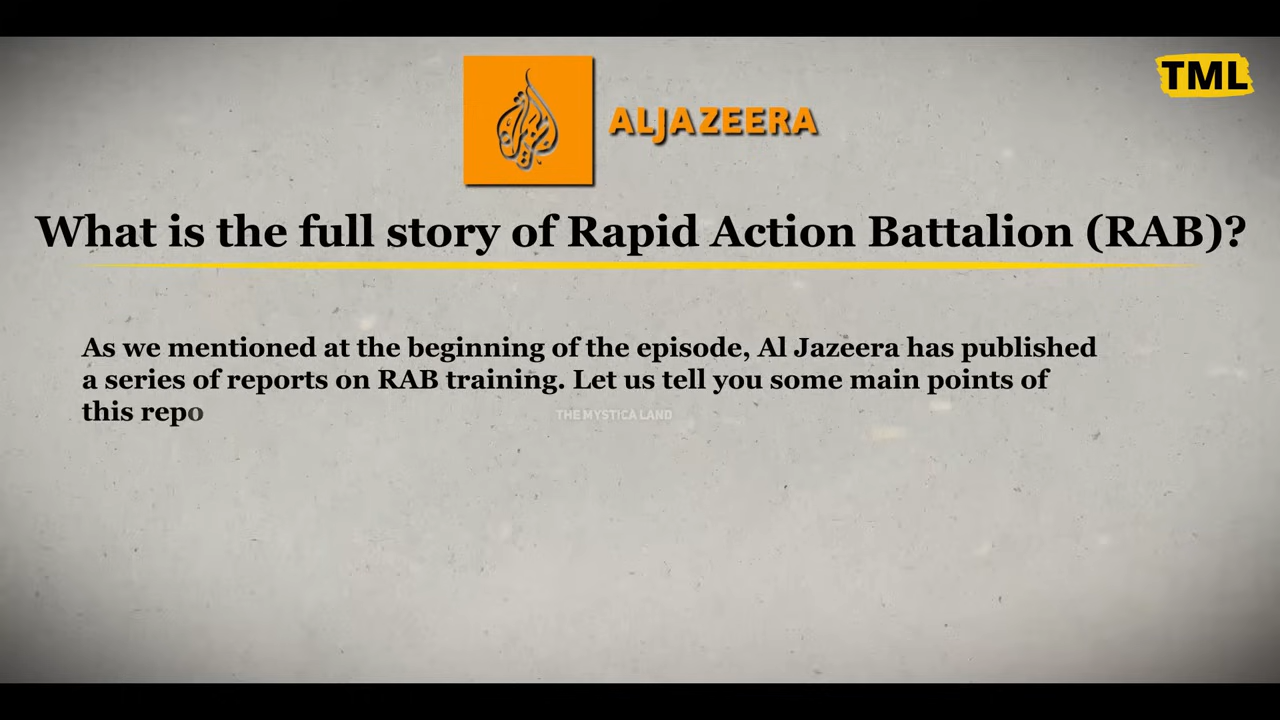 TML
ALJAZEERA
What is the full story of Rapid Action Battalion (RAB)?
As we mentioned at the beginning of the episode, Al Jazeera has published
a series of reports on RAB training. Let us tell you some main points of
this repo
THE MYSTICA LAND